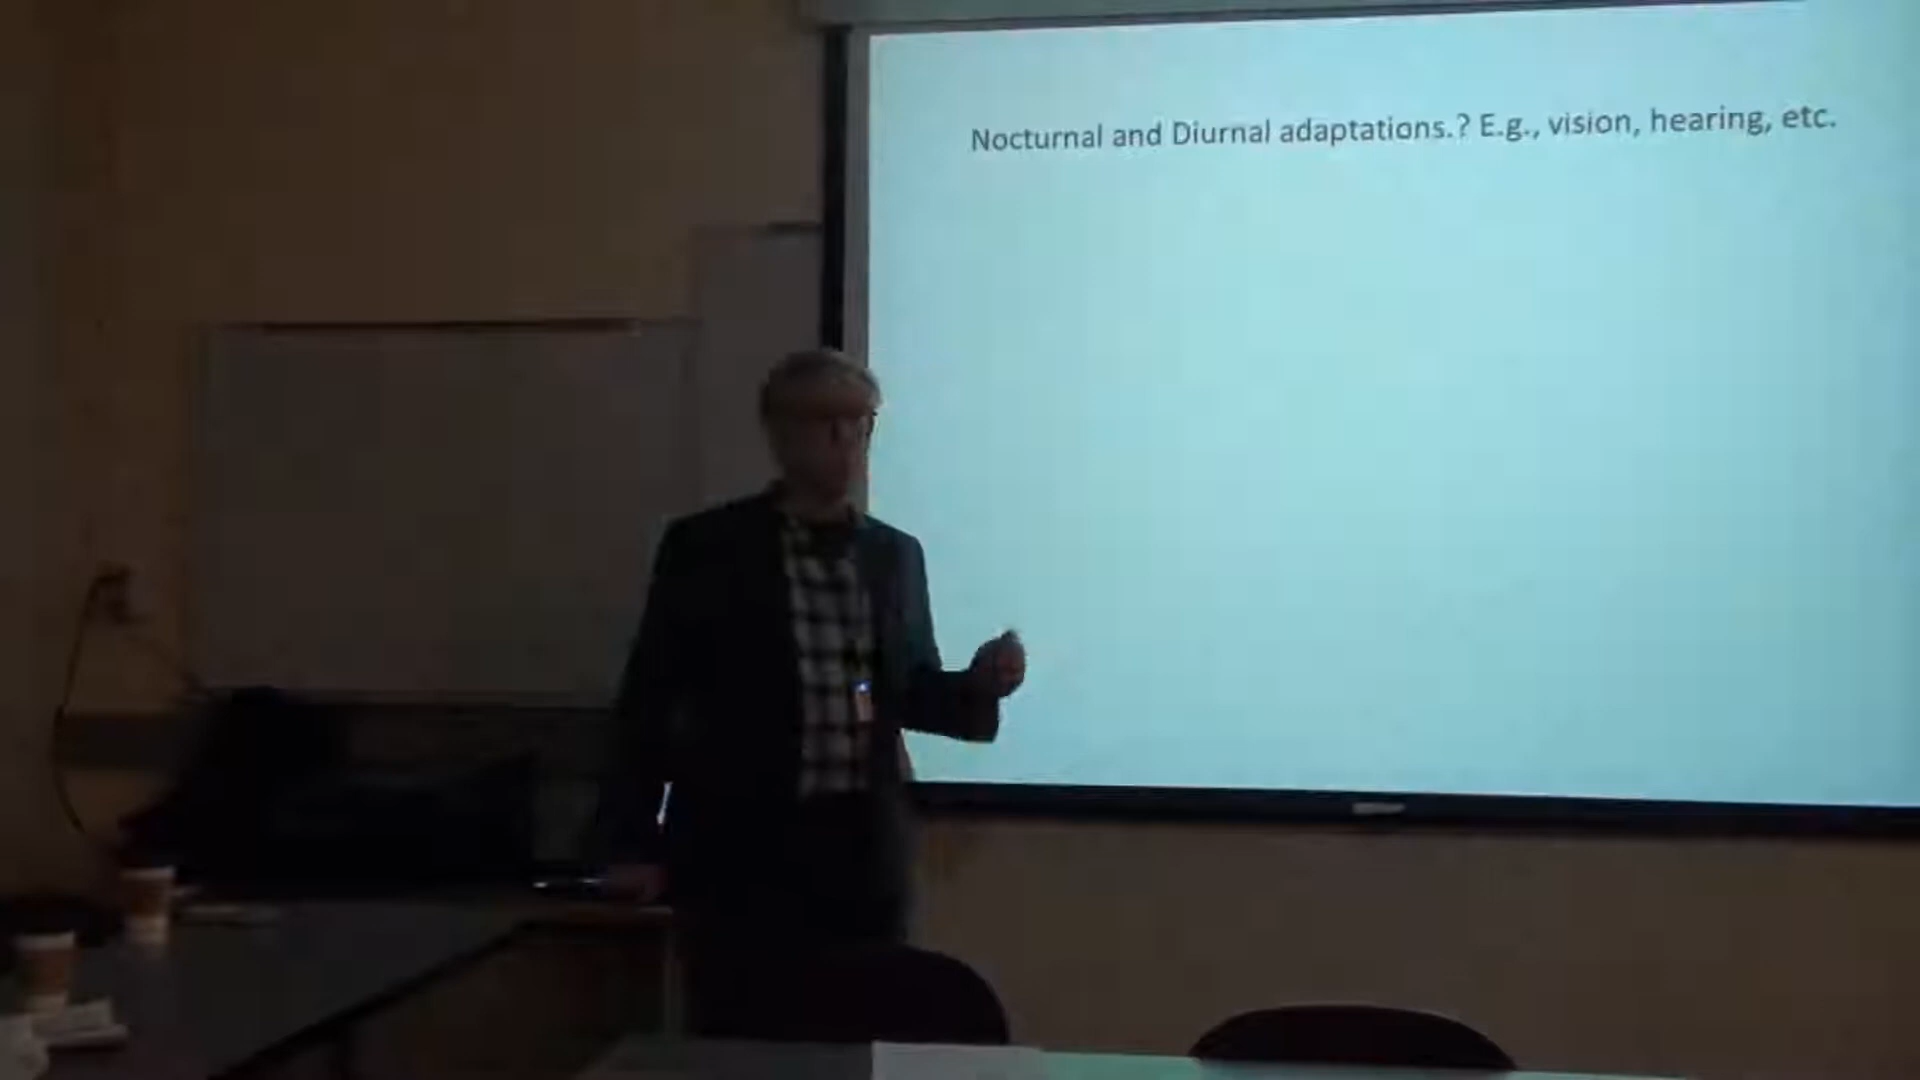 Nocturnal and Diurnal adaptations.? E.g., vision, hearing, etc.